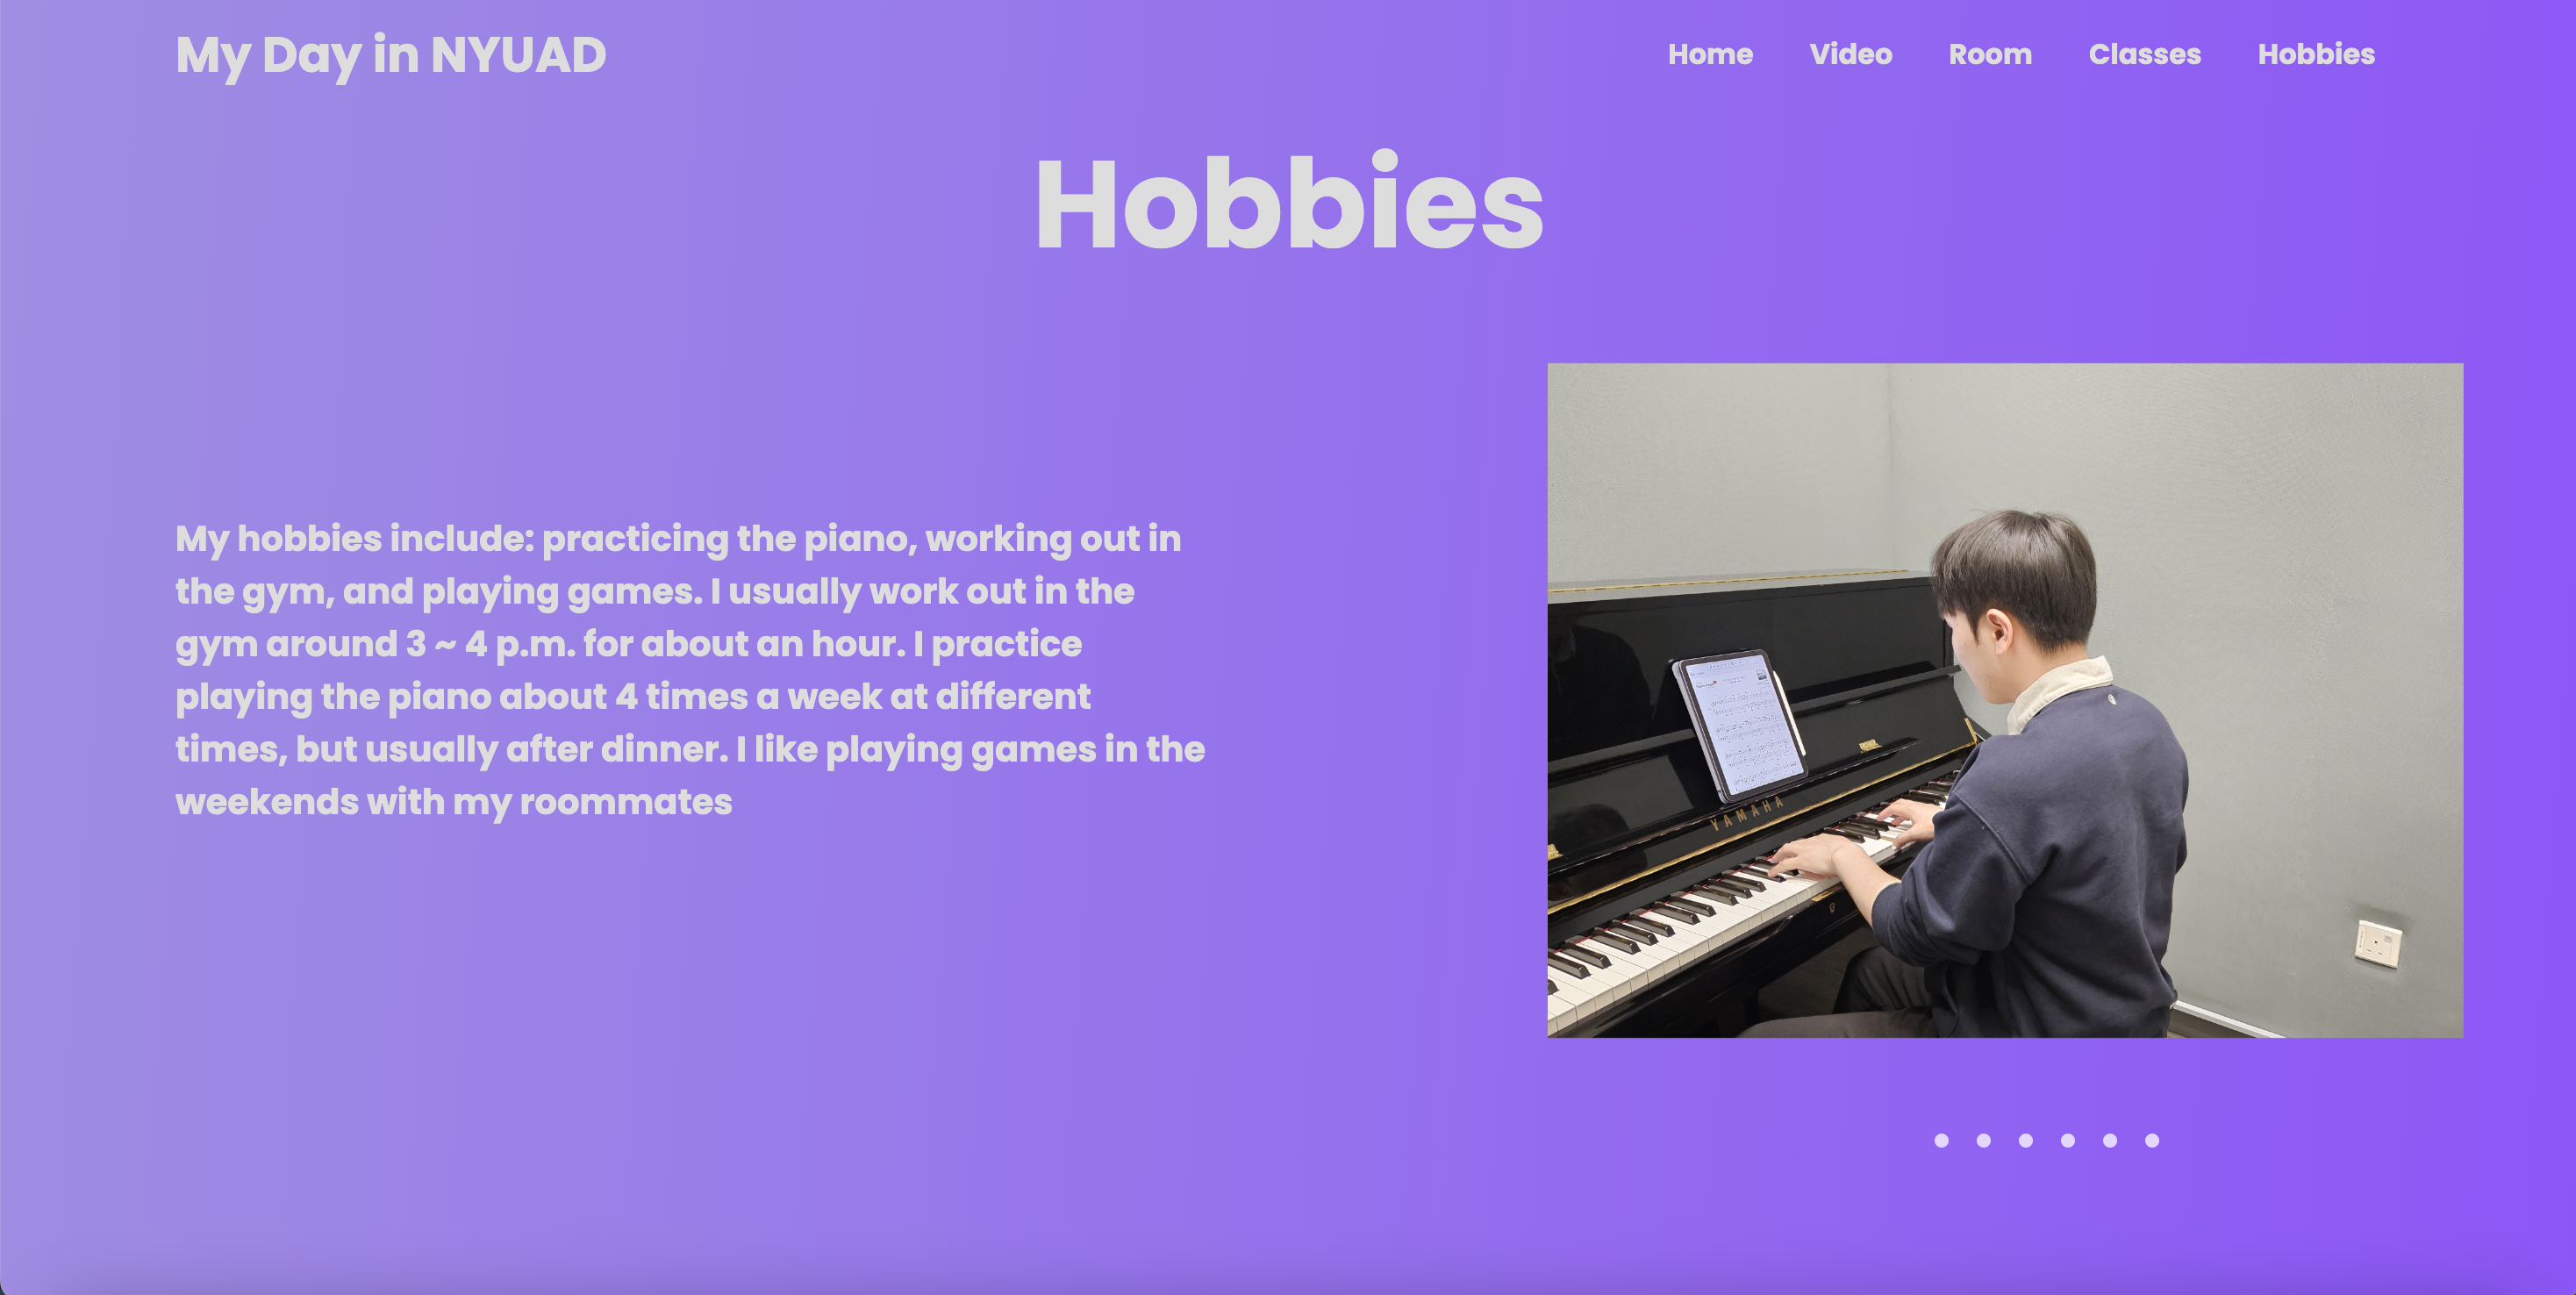 My Day in NYUAD
Home Video Room Classes Hobbies
Hobbies
My hobbies include: practicing the piano, working out in
the gym, and playing games. I usually work out in the
gym around 3 ~ 4 p.m. for about an hour. I practice
playing the piano about 4 times a week at different
times, but usually after dinner. I like playing games in the
weekends with my roommates
YAMAHA